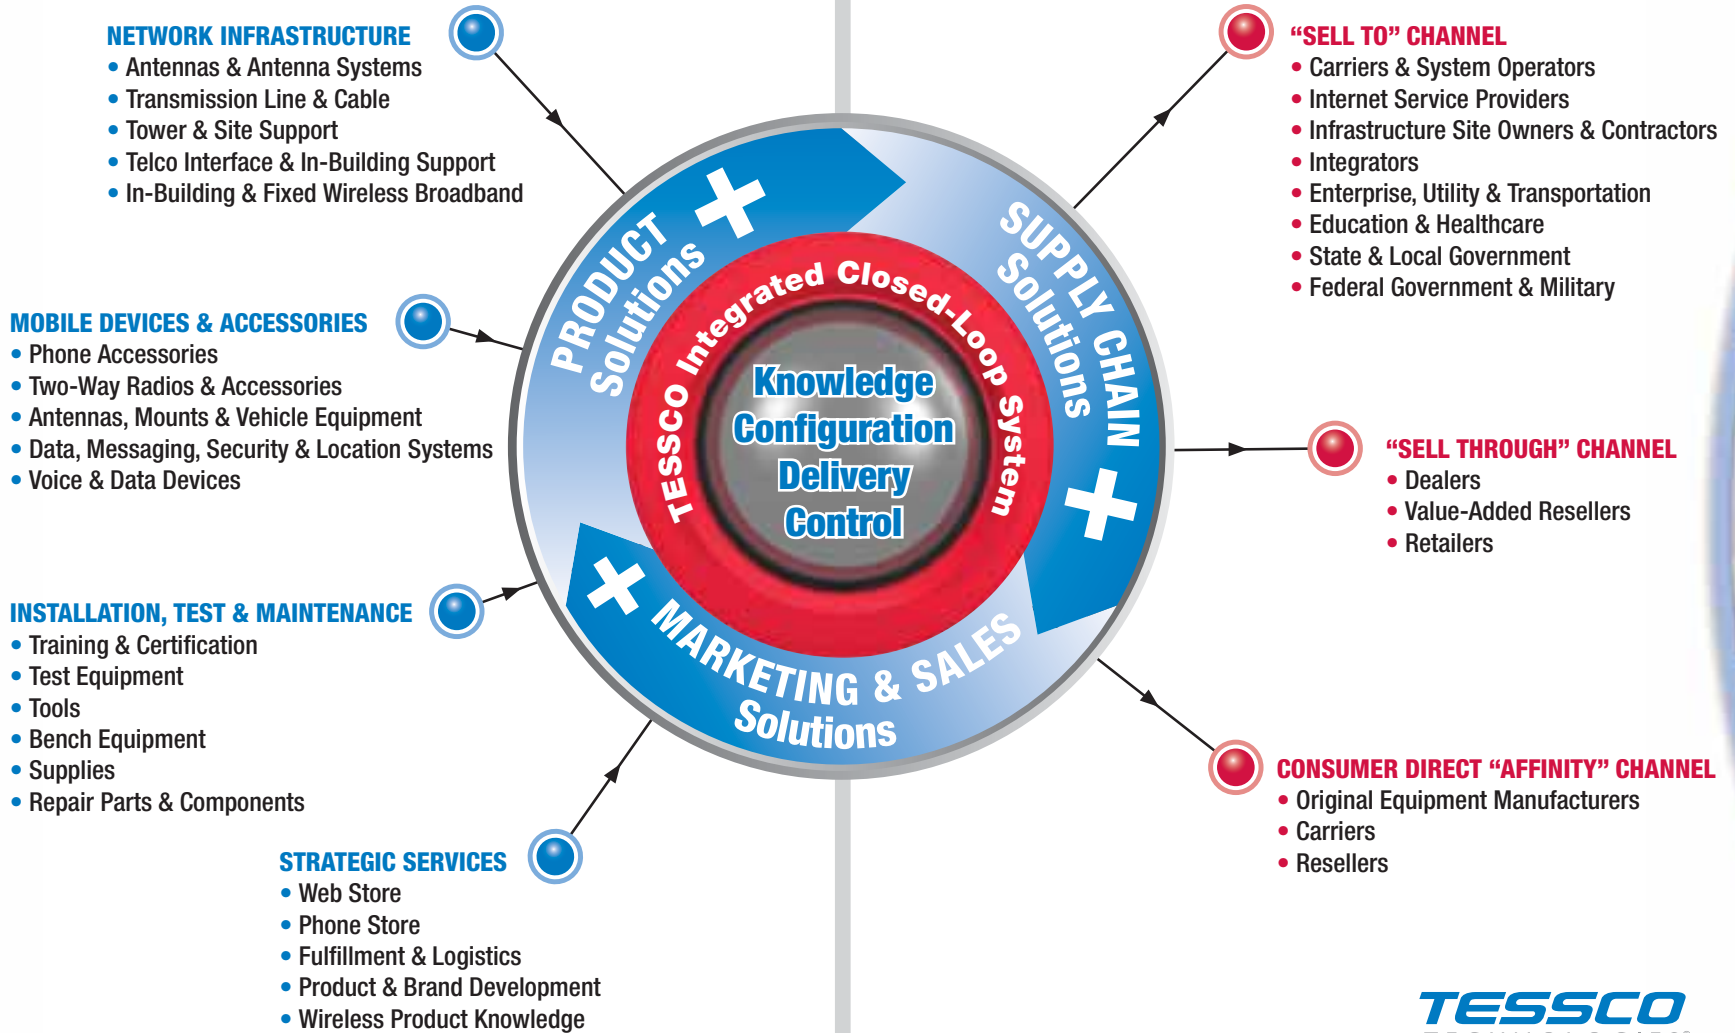 NETWORK INFRASTRUCTURE
• Antennas & Antenna Systems
• Transmission Line & Cable
• Tower & Site Support
• Telco Interface & In-Building Support
• In-Building & Fixed Wireless Broadband
MOBILE DEVICES & ACCESSORIES
• Phone Accessories
• Two-Way Radios & Accessories
• Antennas, Mounts & Vehicle Equipment
• Data, Messaging, Security & Location Systems
• Voice & Data Devices
INSTALLATION, TEST & MAINTENANCE
• Training & Certification
• Test Equipment
• Tools
• Bench Equipment
• Supplies
• Repair Parts & Components
STRATEGIC SERVICES
• Web Store
• Phone Store
• Fulfillment & Logistics
• Product & Brand Development
• Wireless Product Knowledge
PRODUCT
Solutions
SUPPLY CHAIN
Solutions
MARKETING & SALES
Solutions
TESSCO Integrated Closed-Loop System
Knowledge
Configuration
Delivery
Control
“SELL TO” CHANNEL
• Carriers & System Operators
• Internet Service Providers
• Infrastructure Site Owners & Contractors
• Integrators
• Enterprise, Utility & Transportation
• Education & Healthcare
• State & Local Government
• Federal Government & Military
“SELL THROUGH” CHANNEL
• Dealers
• Value-Added Resellers
• Retailers
CONSUMER DIRECT “AFFINITY” CHANNEL
• Original Equipment Manufacturers
• Carriers
• Resellers
TESSCO